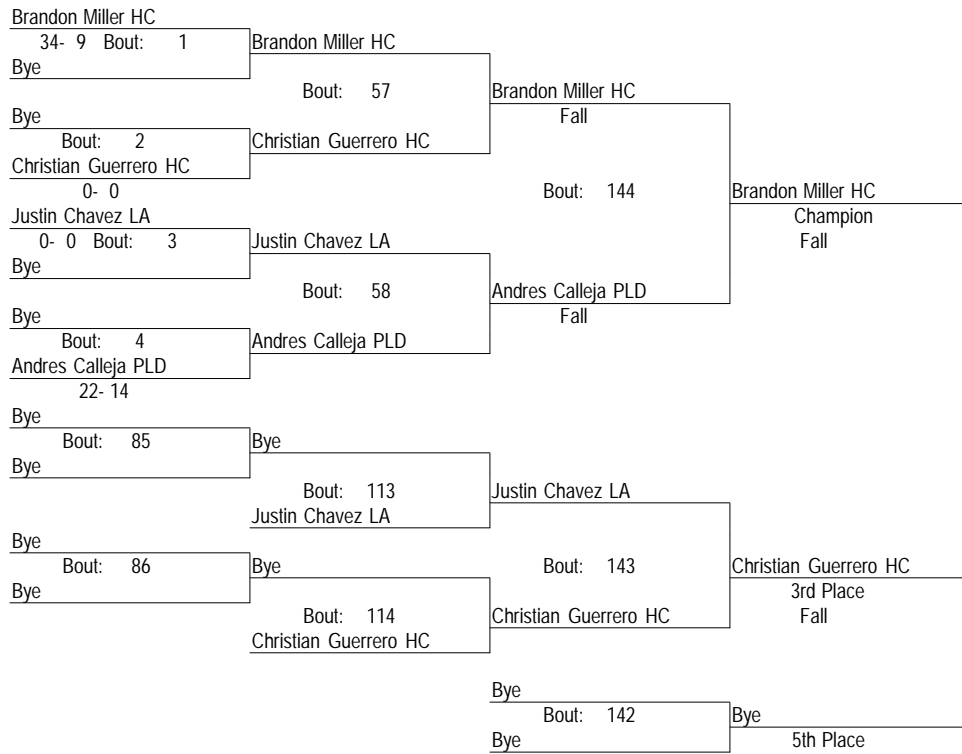 Brandon Miller HC
34- 9 Bout: 1
Brandon Miller HC
Bye
Bout: 57
Brandon Miller HC
Bye
Fall
Bout: 2
Christian Guerrero HC
Christian Guerrero HC
0- 0
Bout: 144
Brandon Miller HC
Justin Chavez LA
Champion
0- 0 Bout: 3
Justin Chavez LA
Fall
Bye
Bout: 58
Andres Calleja PLD
Bye
Fall
Bout: 4
Andres Calleja PLD
Andres Calleja PLD
22- 14
Bye
Bout: 85
Bye
Bye
Bout: 113
Justin Chavez LA
Justin Chavez LA
Bye
Bout: 86
Bye
Bout: 143
Christian Guerrero HC
Bye
3rd Place
Bout: 114
Christian Guerrero HC
Fall
Christian Guerrero HC
Bye
Bout: 142
Bye
Bye
5th Place